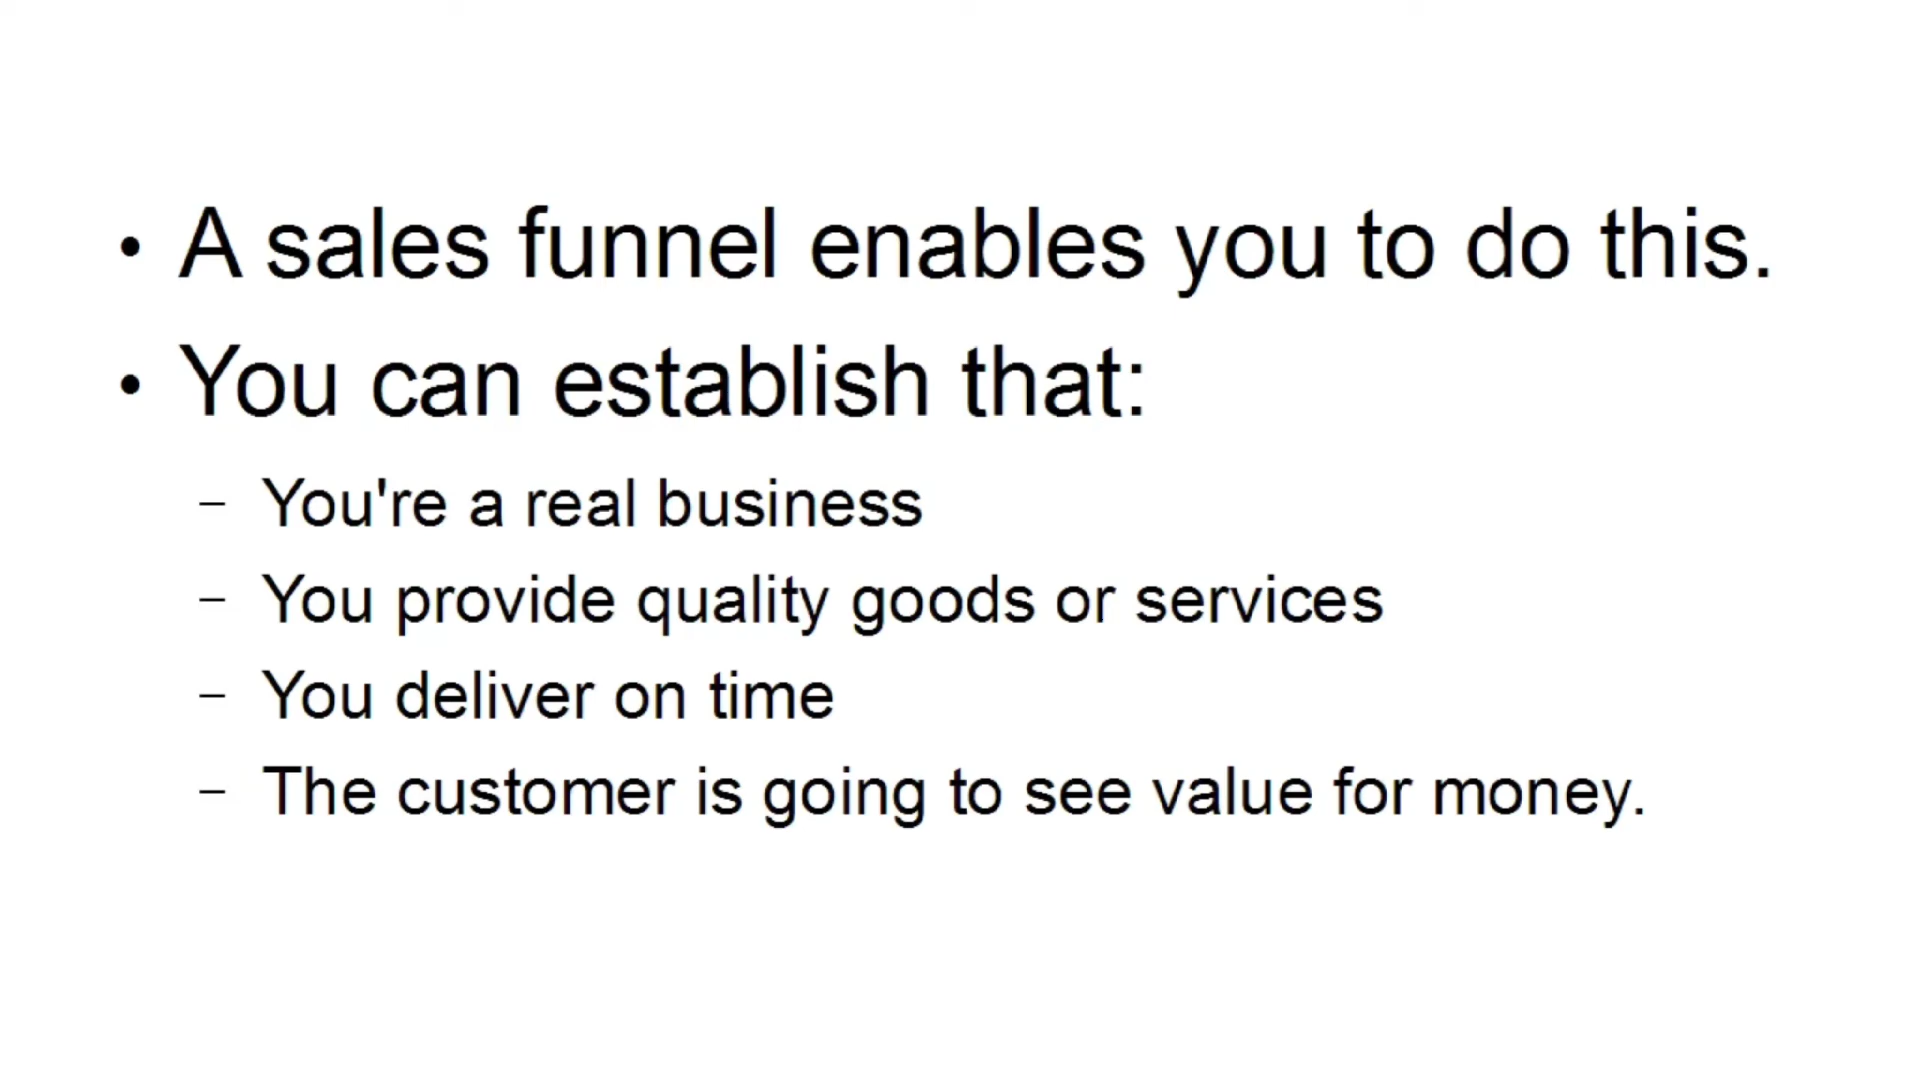 • A sales funnel enables you to do this.
• You can establish that:
– You're a real business
– You provide quality goods or services
– You deliver on time
– The customer is going to see value for money.